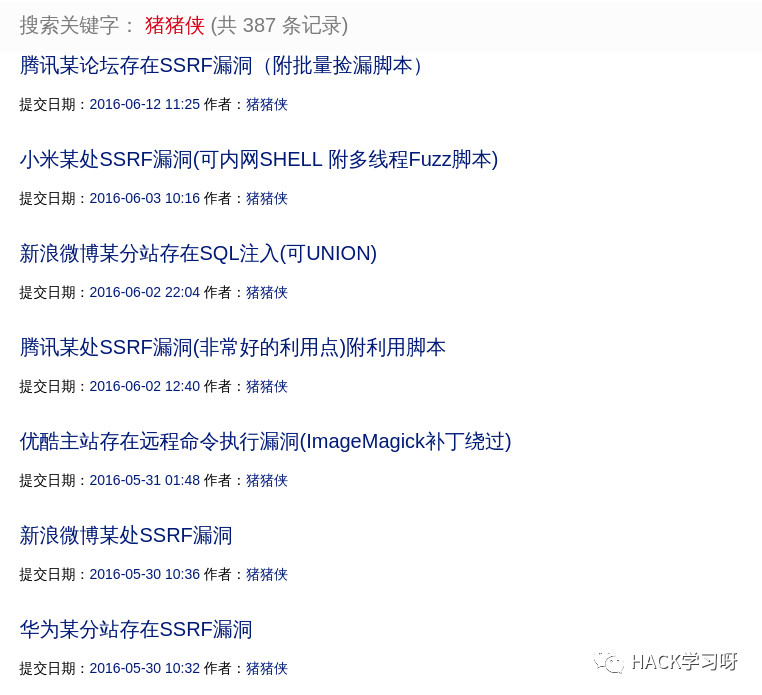 搜索关键字： 猪猪侠 (共 387 条记录)
腾讯某论坛存在SSRF漏洞（附批量捡漏脚本）
提交日期：2016-06-12 11:25 作者：猪猪侠
小米某处SSRF漏洞(可内网SHELL 附多线程Fuzz脚本)
提交日期：2016-06-03 10:16 作者：猪猪侠
新浪微博某分站存在SQL注入(可UNION)
提交日期：2016-06-02 22:04 作者：猪猪侠
腾讯某处SSRF漏洞(非常好的利用点)附利用脚本
提交日期：2016-06-02 12:40 作者：猪猪侠
优酷主站存在远程命令执行漏洞(ImageMagick补丁绕过)
提交日期：2016-05-31 01:48 作者：猪猪侠
新浪微博某处SSRF漏洞
提交日期：2016-05-30 10:36 作者：猪猪侠
华为某分站存在SSRF漏洞
提交日期：2016-05-30 10:32 作者：猪猪侠
HACK学习呀